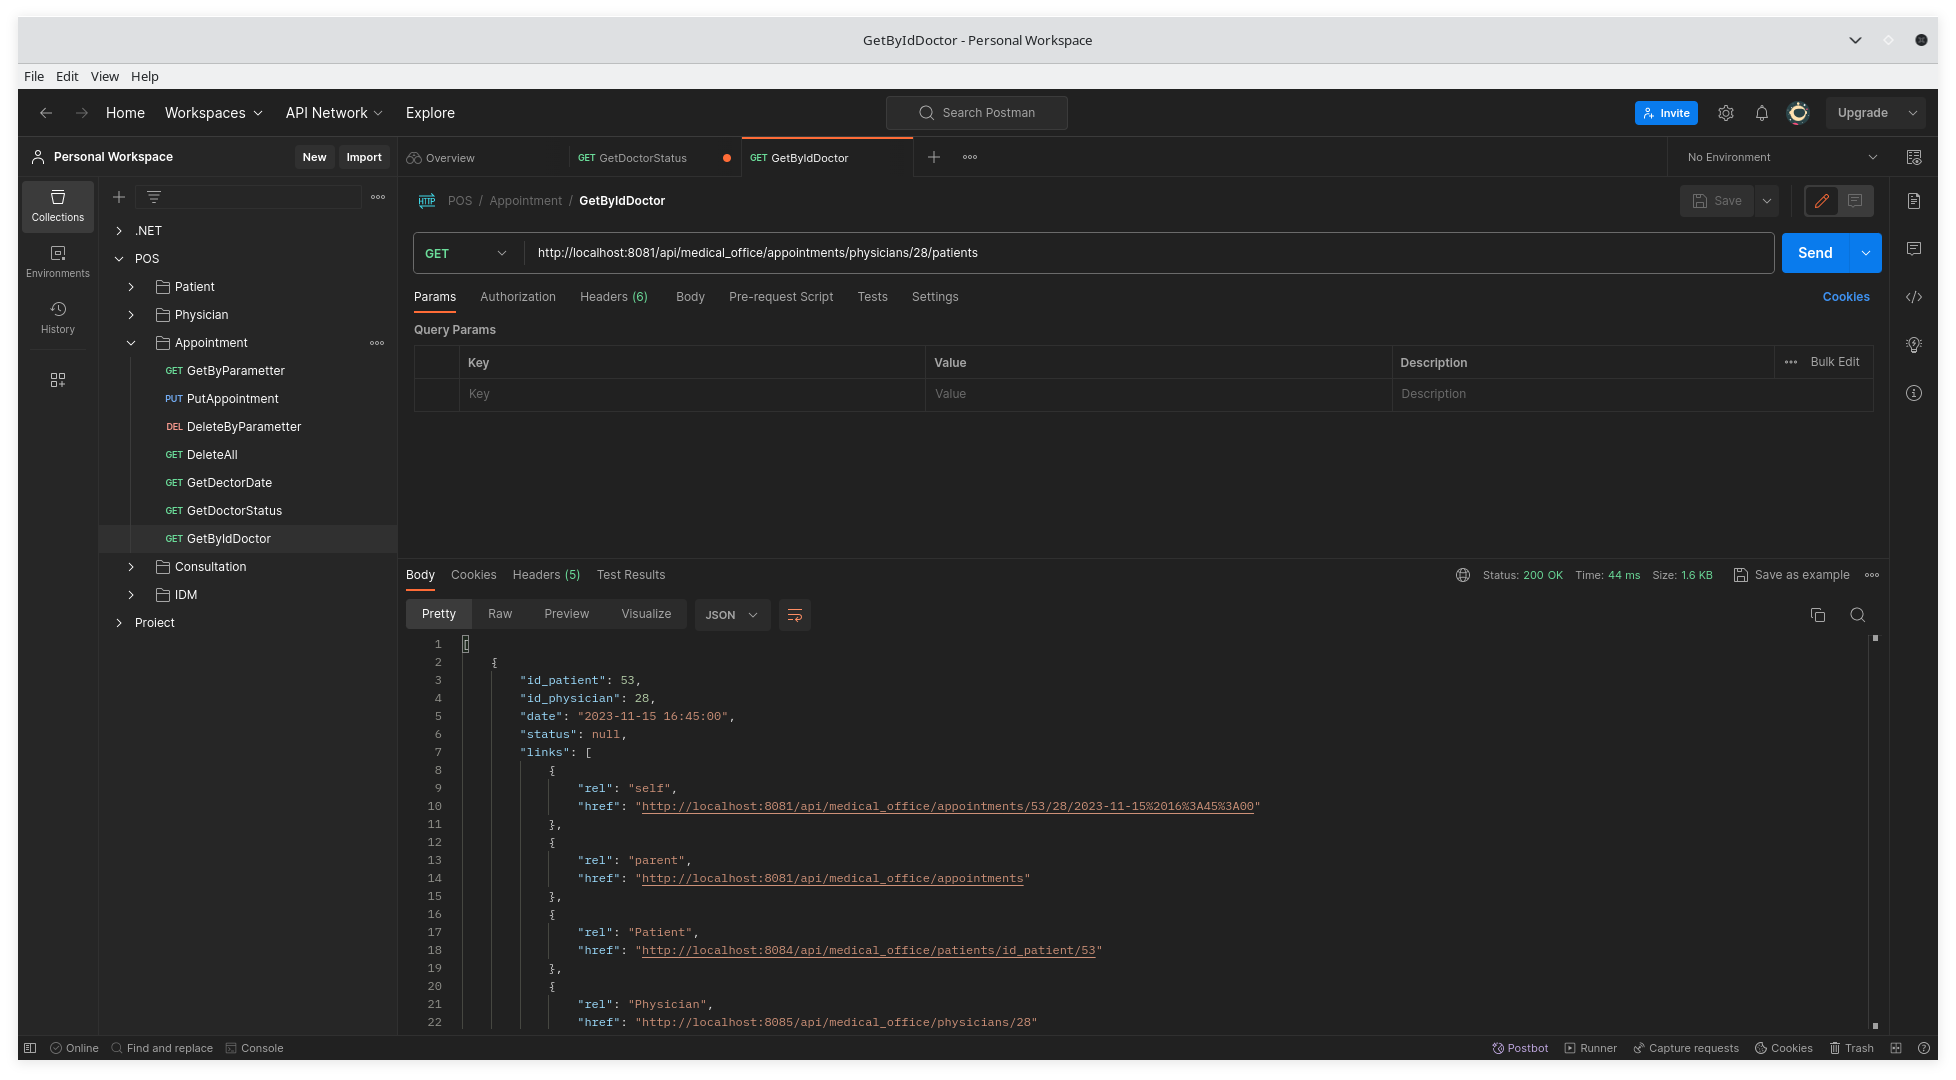 GetByIdDoctor - Personal Workspace
File Edit View Help
Home Workspaces API Network Explore Search Postman Invite Upgrade
Personal Workspace New Import Overview GET GetDoctorStatus GET GetByIdDoctor No Environment
Collections
Environments
History
.NET
POS
Patient
Physician
Appointment
GET GetByParametter
PUT PutAppointment
DEL DeleteByParametter
GET DeleteAll
GET GetDectorDate
GET GetDoctorStatus
GET GetByIdDoctor
Consultation
IDM
Proiect
HTTP POS / Appointment / GetByIdDoctor Save
GET http://localhost:8081/api/medical_office/appointments/physicians/28/patients Send
Params Authorization Headers (6) Body Pre-request Script Tests Settings Cookies
Query Params
Key Value Description Bulk Edit
Key Value Description
Body Cookies Headers (5) Test Results Status: 200 OK Time: 44 ms Size: 1.6 KB Save as example
Pretty Raw Preview Visualize JSON
1 [
2 {
3 "id_patient": 53,
4 "id_physician": 28,
5 "date": "2023-11-15 16:45:00",
6 "status": null,
7 "links": [
8 {
9 "rel": "self",
10 "href": "http://localhost:8081/api/medical_office/appointments/53/28/2023-11-15%2016%3A45%3A00"
11 },
12 {
13 "rel": "parent",
14 "href": "http://localhost:8081/api/medical_office/appointments"
15 },
16 {
17 "rel": "Patient",
18 "href": "http://localhost:8084/api/medical_office/patients/id_patient/53"
19 },
20 {
21 "rel": "Physician",
22 "href": "http://localhost:8085/api/medical_office/physicians/28"
Online Find and replace Console Postbot Runner Capture requests Cookies Trash